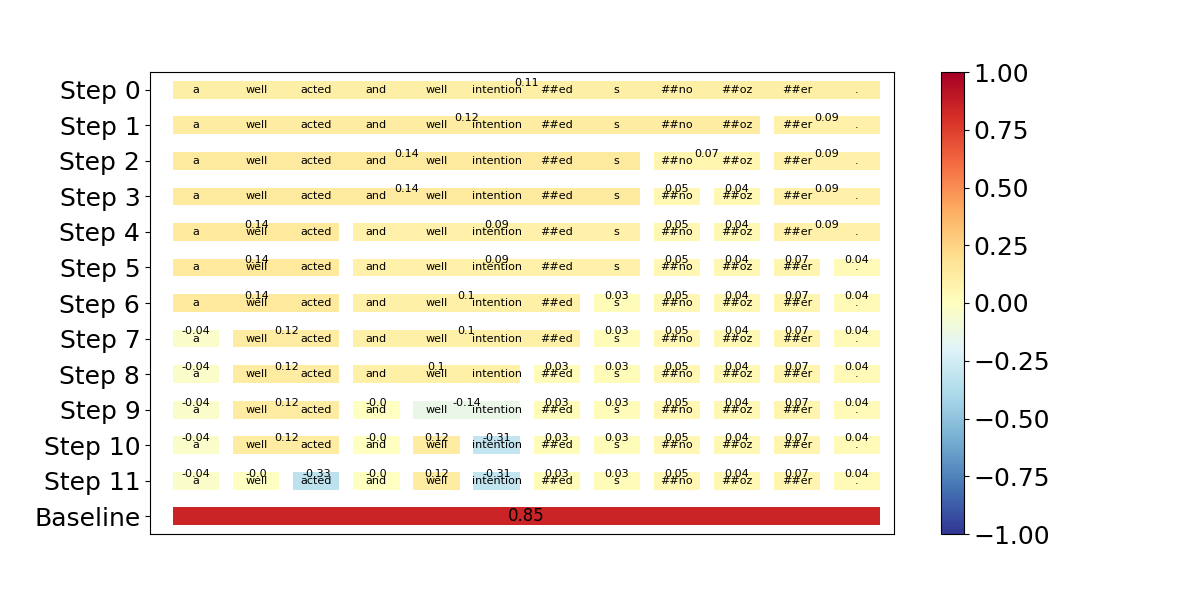 Step 0 a well acted and well intention ##ed s ##no ##oz ##er . 0.11
Step 1 a well acted and well intention ##ed s ##no ##oz ##er . 0.12 0.09
Step 2 a well acted and well intention ##ed s ##no ##oz ##er . 0.14 0.07 0.09
Step 3 a well acted and well intention ##ed s ##no ##oz ##er . 0.14 0.05 0.04 0.09
Step 4 a well acted and well intention ##ed s ##no ##oz ##er . 0.14 0.09 0.05 0.04 0.09
Step 5 a well acted and well intention ##ed s ##no ##oz ##er . 0.14 0.09 0.05 0.04 0.07 0.04
Step 6 a well acted and well intention ##ed s ##no ##oz ##er . 0.14 0.1 0.03 0.05 0.04 0.07 0.04
Step 7 a well acted and well intention ##ed s ##no ##oz ##er . -0.04 0.12 0.1 0.03 0.05 0.04 0.07 0.04
Step 8 a well acted and well intention ##ed s ##no ##oz ##er . -0.04 0.12 0.1 0.03 0.03 0.05 0.04 0.07 0.04
Step 9 a well acted and well intention ##ed s ##no ##oz ##er . -0.04 0.12 -0.0 -0.14 0.03 0.03 0.05 0.04 0.07 0.04
Step 10 a well acted and well intention ##ed s ##no ##oz ##er . -0.04 0.12 -0.0 0.12 -0.31 0.03 0.03 0.05 0.04 0.07 0.04
Step 11 a well acted and well intention ##ed s ##no ##oz ##er . -0.04 -0.0 -0.33 -0.0 0.12 -0.31 0.03 0.03 0.05 0.04 0.07 0.04
Baseline 0.85
1.00
0.75
0.50
0.25
0.00
−0.25
−0.50
−0.75
−1.00